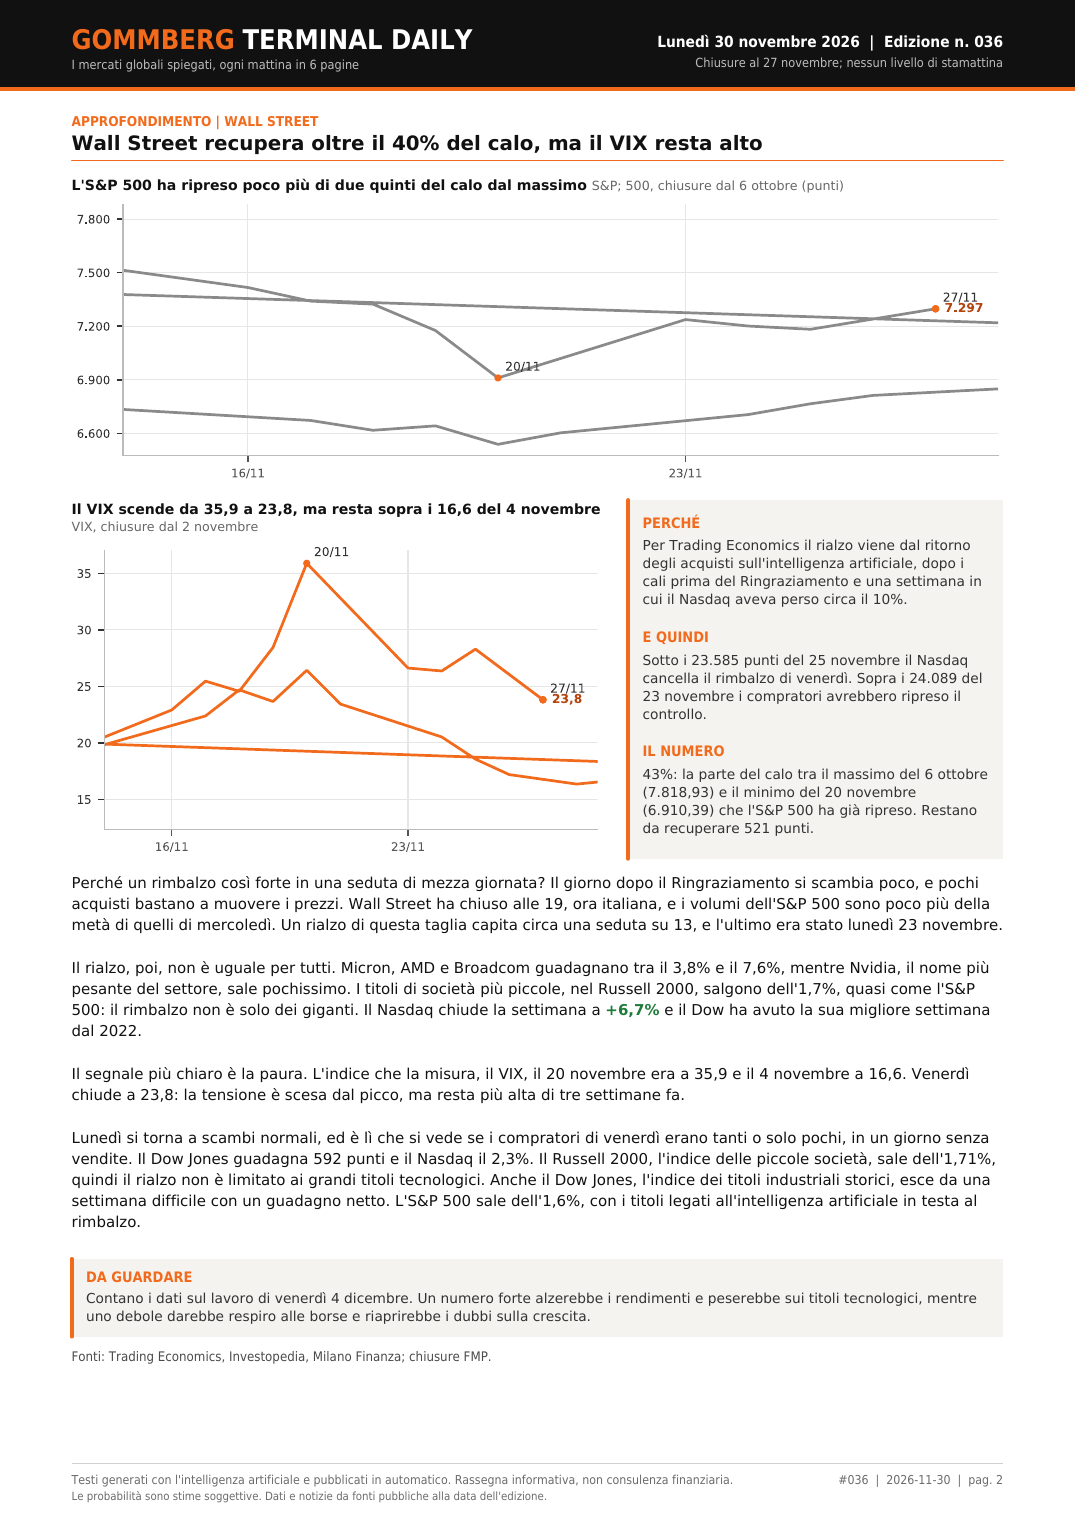 GOMMBERG TERMINAL DAILY
I mercati globali spiegati, ogni mattina in 6 pagine
Lunedì 30 novembre 2026 | Edizione n. 036
Chiusure al 27 novembre; nessun livello di stamattina
APPROFONDIMENTO | WALL STREET
Wall Street recupera oltre il 40% del calo, ma il VIX resta alto
L'S&P 500 ha ripreso poco più di due quinti del calo dal massimo S&P; 500, chiusure dal 6 ottobre (punti)
7.800
7.500
7.200
6.900
6.600
20/11
27/11
7.297
16/11
23/11
Il VIX scende da 35,9 a 23,8, ma resta sopra i 16,6 del 4 novembre
VIX, chiusure dal 2 novembre
35
30
25
20
15
20/11
27/11
23,8
16/11
23/11
PERCHÉ
Per Trading Economics il rialzo viene dal ritorno
degli acquisti sull'intelligenza artificiale, dopo i
cali prima del Ringraziamento e una settimana in
cui il Nasdaq aveva perso circa il 10%.
E QUINDI
Sotto i 23.585 punti del 25 novembre il Nasdaq
cancella il rimbalzo di venerdì. Sopra i 24.089 del
23 novembre i compratori avrebbero ripreso il
controllo.
IL NUMERO
43%: la parte del calo tra il massimo del 6 ottobre
(7.818,93) e il minimo del 20 novembre
(6.910,39) che l'S&P 500 ha già ripreso. Restano
da recuperare 521 punti.
Perché un rimbalzo così forte in una seduta di mezza giornata? Il giorno dopo il Ringraziamento si scambia poco, e pochi
acquisti bastano a muovere i prezzi. Wall Street ha chiuso alle 19, ora italiana, e i volumi dell'S&P 500 sono poco più della
metà di quelli di mercoledì. Un rialzo di questa taglia capita circa una seduta su 13, e l'ultimo era stato lunedì 23 novembre.
Il rialzo, poi, non è uguale per tutti. Micron, AMD e Broadcom guadagnano tra il 3,8% e il 7,6%, mentre Nvidia, il nome più
pesante del settore, sale pochissimo. I titoli di società più piccole, nel Russell 2000, salgono dell'1,7%, quasi come l'S&P
500: il rimbalzo non è solo dei giganti. Il Nasdaq chiude la settimana a +6,7% e il Dow ha avuto la sua migliore settimana
dal 2022.
Il segnale più chiaro è la paura. L'indice che la misura, il VIX, il 20 novembre era a 35,9 e il 4 novembre a 16,6. Venerdì
chiude a 23,8: la tensione è scesa dal picco, ma resta più alta di tre settimane fa.
Lunedì si torna a scambi normali, ed è lì che si vede se i compratori di venerdì erano tanti o solo pochi, in un giorno senza
vendite. Il Dow Jones guadagna 592 punti e il Nasdaq il 2,3%. Il Russell 2000, l'indice delle piccole società, sale dell'1,71%,
quindi il rialzo non è limitato ai grandi titoli tecnologici. Anche il Dow Jones, l'indice dei titoli industriali storici, esce da una
settimana difficile con un guadagno netto. L'S&P 500 sale dell'1,6%, con i titoli legati all'intelligenza artificiale in testa al
rimbalzo.
DA GUARDARE
Contano i dati sul lavoro di venerdì 4 dicembre. Un numero forte alzerebbe i rendimenti e peserebbe sui titoli tecnologici, mentre
uno debole darebbe respiro alle borse e riaprirebbe i dubbi sulla crescita.
Fonti: Trading Economics, Investopedia, Milano Finanza; chiusure FMP.
Testi generati con l'intelligenza artificiale e pubblicati in automatico. Rassegna informativa, non consulenza finanziaria.
Le probabilità sono stime soggettive. Dati e notizie da fonti pubbliche alla data dell'edizione.
#036 | 2026-11-30 | pag. 2